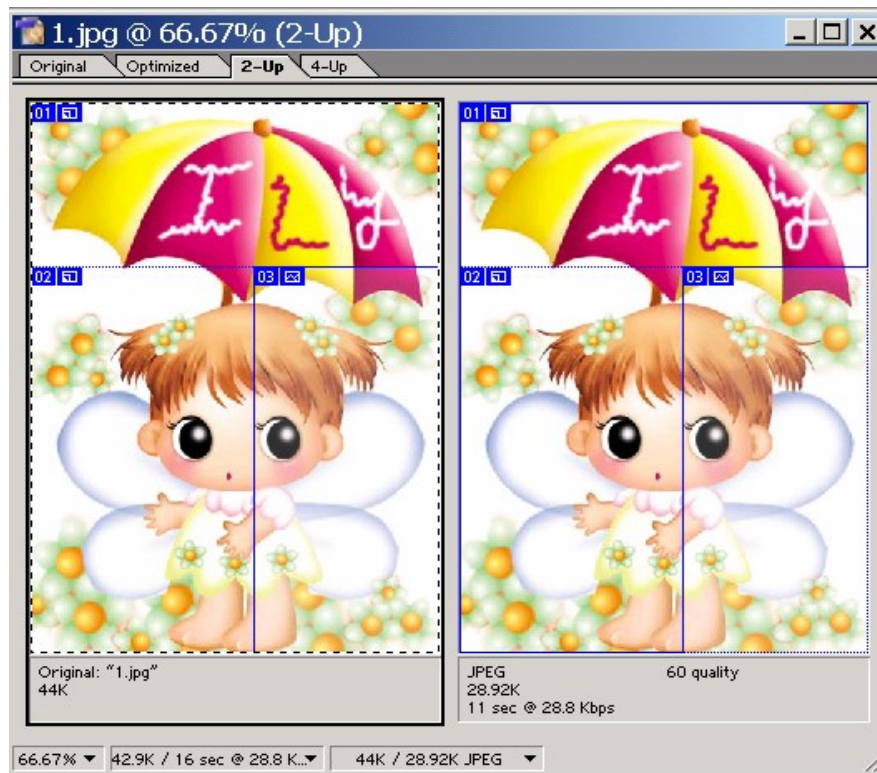 1.jpg @ 66.67% (2-Up)
Original Optimized 2-Up 4-Up
01
I L y
02 03
01
I L y
02 03
Original: "1.jpg"
44K
JPEG 60 quality
28.92K
11 sec @ 28.8 Kbps
66.67% 42.9K / 16 sec @ 28.8 K... 44K / 28.92K JPEG